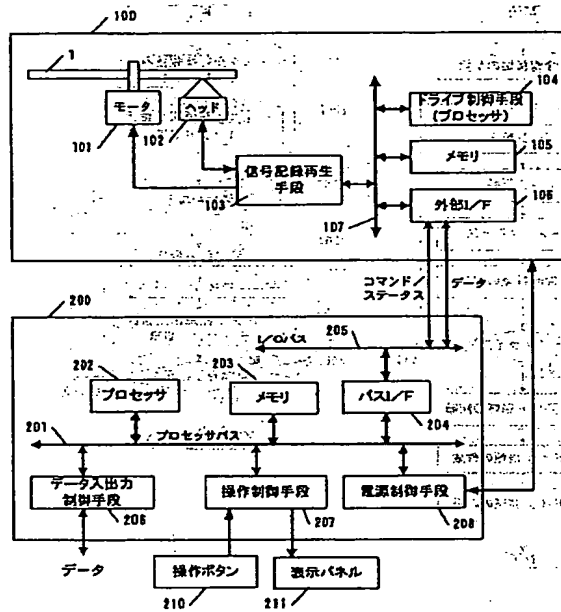 100
1
モータ
101
ヘッド
102
信号記録再生
手段
103
107
ドライブ制御手段
(プロセッサ)
104
メモリ
105
外部I/F
106
コマンド/
ステータス
データ
200
I/Oバス
205
202
プロセッサ
203
メモリ
バスI/F
204
201
プロセッサバス
データ入出力
制御手段
206
操作制御手段
207
電源制御手段
208
データ
操作ボタン
210
表示パネル
211